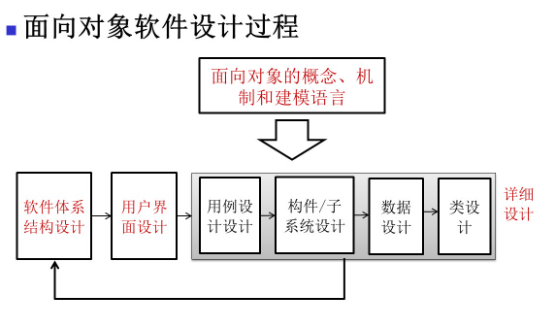 面向对象软件设计过程
面向对象的概念、机
制和建模语言
软件体系
结构设计
用户界
面设计
用例设
计设计
构件/子
系统设计
数据
设计
类设
计
详细
设计